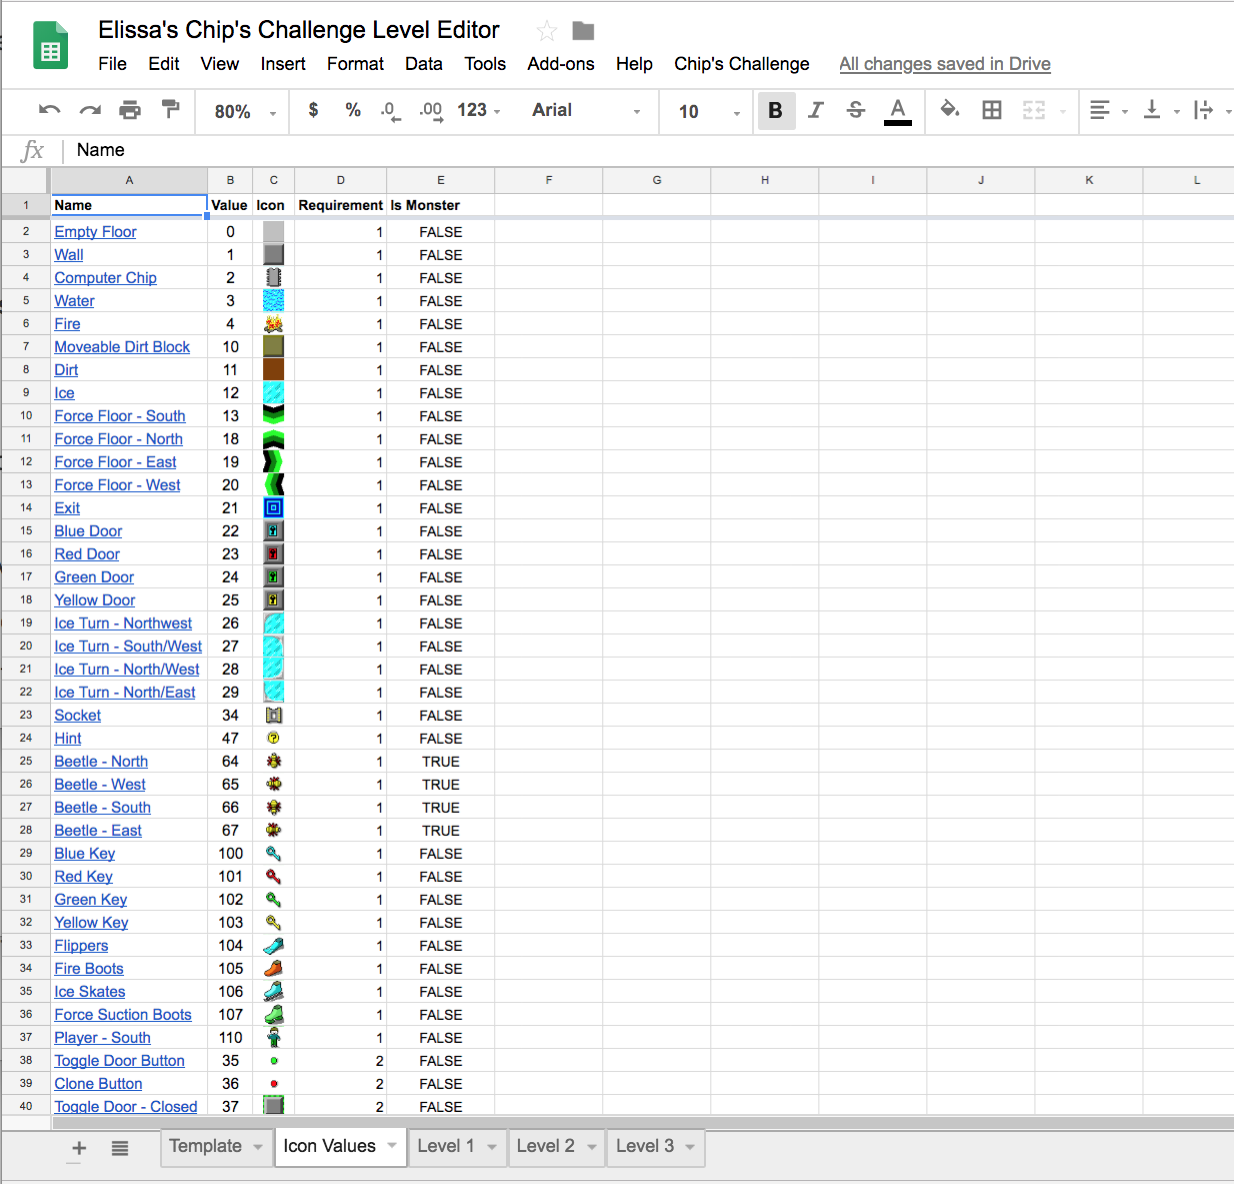 Elissa's Chip's Challenge Level Editor
File Edit View Insert Format Data Tools Add-ons Help Chip's Challenge All changes saved in Drive
80% $ % .0 .00 123 Arial 10 B I S A
fx Name
A B C D E F G H I J K L
1 Name Value Icon Requirement Is Monster
2 Empty Floor 0 1 FALSE
3 Wall 1 1 FALSE
4 Computer Chip 2 1 FALSE
5 Water 3 1 FALSE
6 Fire 4 1 FALSE
7 Moveable Dirt Block 10 1 FALSE
8 Dirt 11 1 FALSE
9 Ice 12 1 FALSE
10 Force Floor - South 13 1 FALSE
11 Force Floor - North 18 1 FALSE
12 Force Floor - East 19 1 FALSE
13 Force Floor - West 20 1 FALSE
14 Exit 21 1 FALSE
15 Blue Door 22 1 FALSE
16 Red Door 23 1 FALSE
17 Green Door 24 1 FALSE
18 Yellow Door 25 1 FALSE
19 Ice Turn - Northwest 26 1 FALSE
20 Ice Turn - South/West 27 1 FALSE
21 Ice Turn - North/West 28 1 FALSE
22 Ice Turn - North/East 29 1 FALSE
23 Socket 34 1 FALSE
24 Hint 47 ? 1 FALSE
25 Beetle - North 64 1 TRUE
26 Beetle - West 65 1 TRUE
27 Beetle - South 66 1 TRUE
28 Beetle - East 67 1 TRUE
29 Blue Key 100 1 FALSE
30 Red Key 101 1 FALSE
31 Green Key 102 1 FALSE
32 Yellow Key 103 1 FALSE
33 Flippers 104 1 FALSE
34 Fire Boots 105 1 FALSE
35 Ice Skates 106 1 FALSE
36 Force Suction Boots 107 1 FALSE
37 Player - South 110 1 FALSE
38 Toggle Door Button 35 2 FALSE
39 Clone Button 36 2 FALSE
40 Toggle Door - Closed 37 2 FALSE
+ Template Icon Values Level 1 Level 2 Level 3